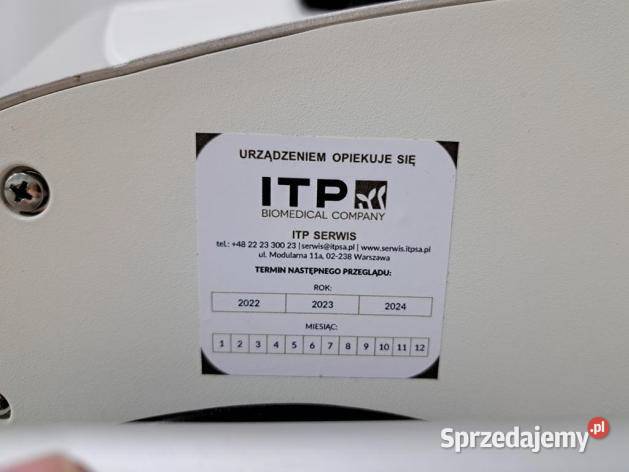 URZĄDZENIEM OPIEKUJE SIĘ
ITP
BIOMEDICAL COMPANY
ITP SERWIS
tel.: +48 22 23 300 23 | serwis@itpsa.pl | www.serwis.itpsa.pl
ul. Modularna 11a, 02-238 Warszawa
TERMIN NASTĘPNEGO PRZEGLĄDU:
ROK:
2022 2023 2024
MIESIĄC:
1 2 3 4 5 6 7 8 9 10 11 12
Sprzedajemy.pl